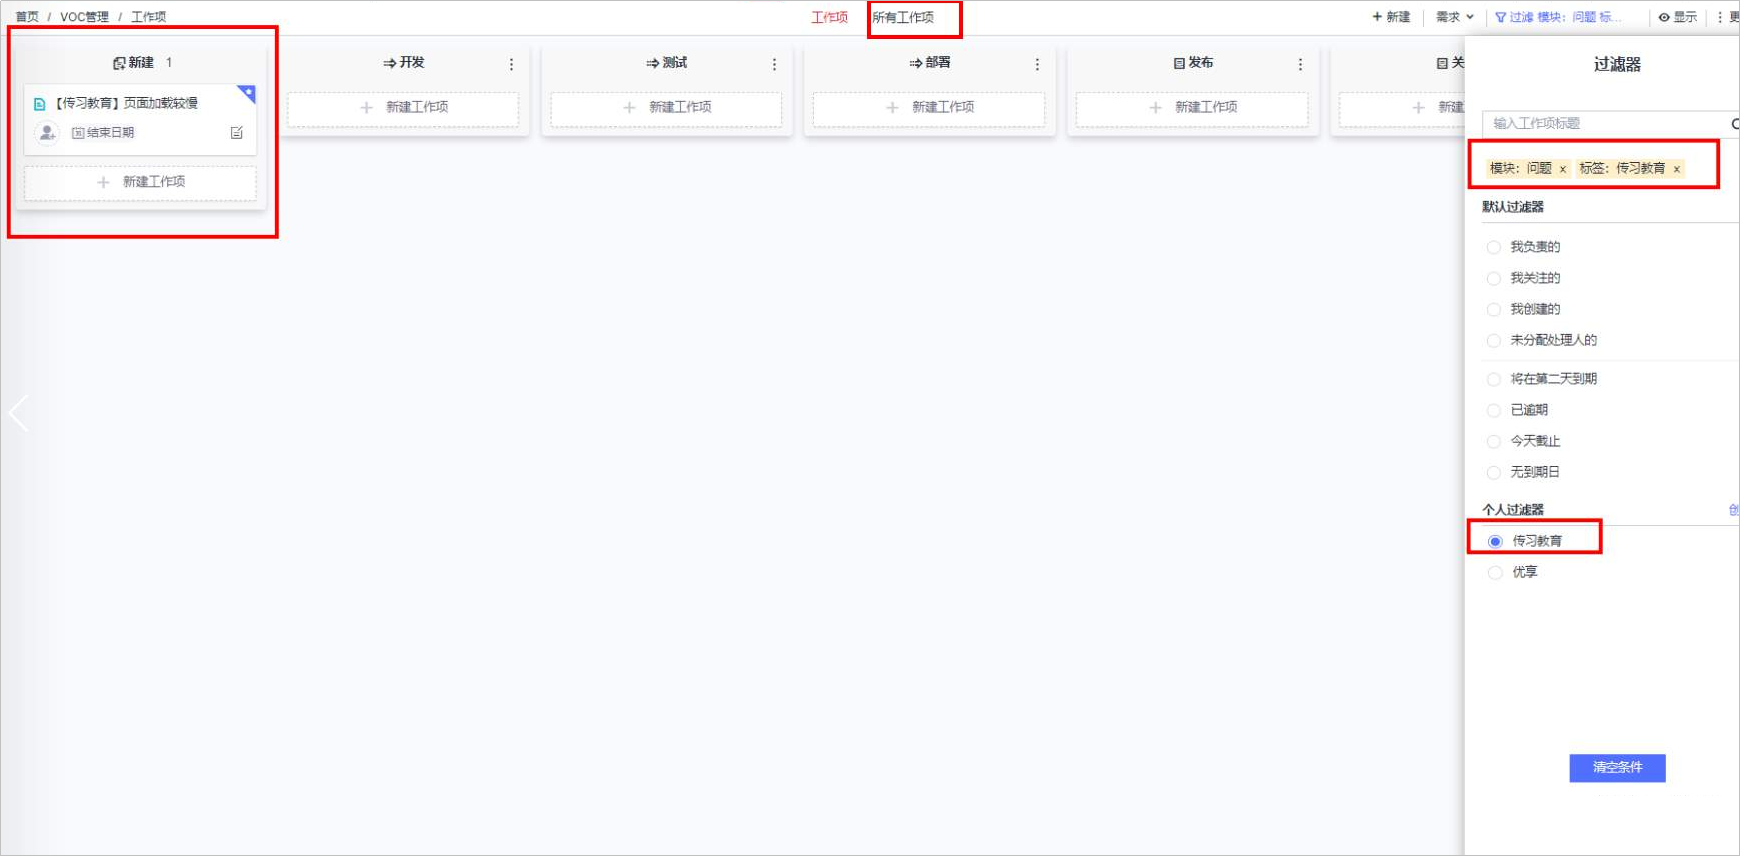 首页 / VOC管理 / 工作项
工作项 所有工作项
+ 新建 需求 过滤 模块：问题 标... 显示
新建 1
【传习教育】页面加载较慢
结束日期
+ 新建工作项
开发
+ 新建工作项
测试
+ 新建工作项
部署
+ 新建工作项
发布
+ 新建工作项
关
+ 新建
过滤器
输入工作项标题
模块：问题 x 标签：传习教育 x
默认过滤器
我负责的
我关注的
我创建的
未分配处理人的
将在第二天到期
已逾期
今天截止
无到期日
个人过滤器 创
传习教育
优享
清空条件